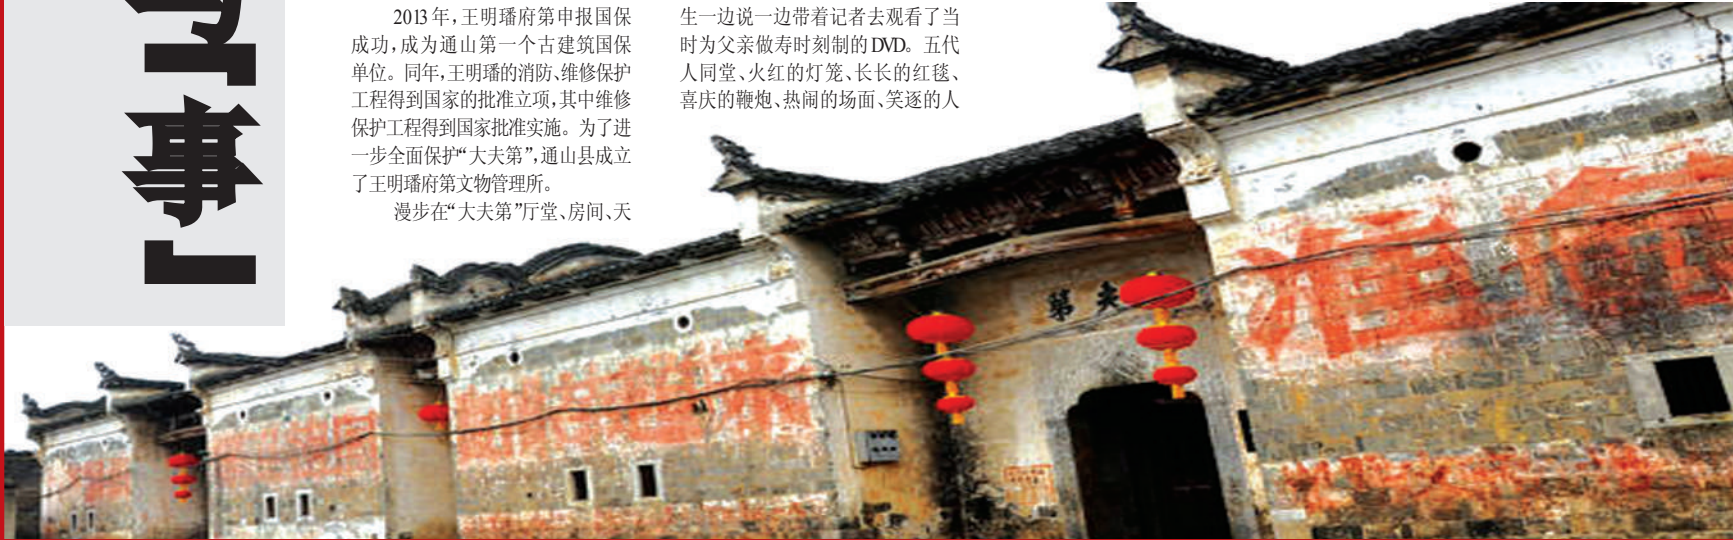 事」
2013年,王明璠府第申报国保
成功,成为通山第一个古建筑国保
单位。同年,王明璠的消防、维修保护
工程得到国家的批准立项,其中维修
保护工程得到国家批准实施。为了进
一步全面保护“大夫第”,通山县成立
了王明璠府第文物管理所。
漫步在“大夫第”厅堂、房间、天
生一边说一边带着记者去观看了当
时为父亲做寿时刻制的DVD。五代
人同堂、火红的灯笼、长长的红毯、
喜庆的鞭炮、热闹的场面、笑逐的人
第夫